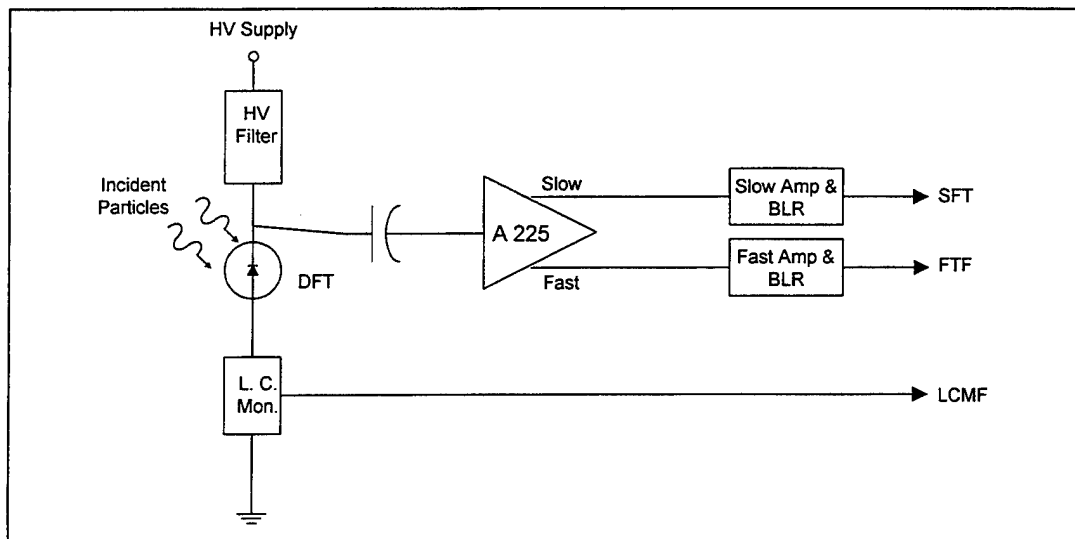 HV Supply
HV
Filter
Incident
Particles
DFT
A 225
Slow
Fast
Slow Amp &
BLR
SFT
Fast Amp &
BLR
FTF
L. C.
Mon.
LCMF